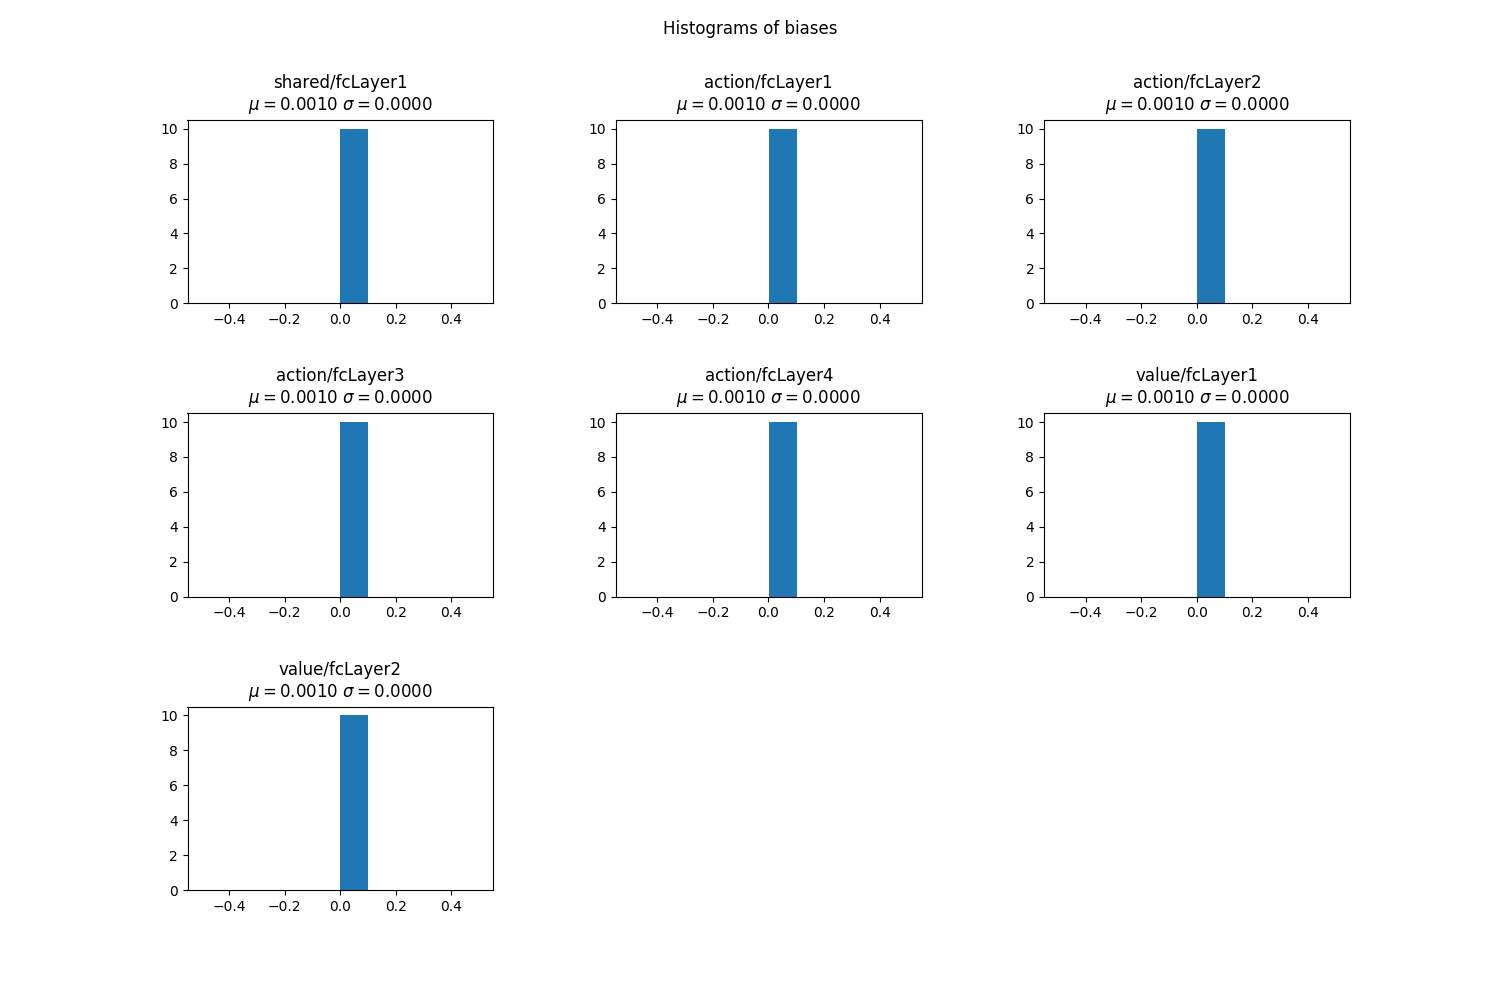 Histograms of biases
shared/fcLayer1
μ = 0.0010 σ = 0.0000
10
8
6
4
2
0
−0.4 −0.2 0.0 0.2 0.4
action/fcLayer1
μ = 0.0010 σ = 0.0000
10
8
6
4
2
0
−0.4 −0.2 0.0 0.2 0.4
action/fcLayer2
μ = 0.0010 σ = 0.0000
10
8
6
4
2
0
−0.4 −0.2 0.0 0.2 0.4
action/fcLayer3
μ = 0.0010 σ = 0.0000
10
8
6
4
2
0
−0.4 −0.2 0.0 0.2 0.4
action/fcLayer4
μ = 0.0010 σ = 0.0000
10
8
6
4
2
0
−0.4 −0.2 0.0 0.2 0.4
value/fcLayer1
μ = 0.0010 σ = 0.0000
10
8
6
4
2
0
−0.4 −0.2 0.0 0.2 0.4
value/fcLayer2
μ = 0.0010 σ = 0.0000
10
8
6
4
2
0
−0.4 −0.2 0.0 0.2 0.4